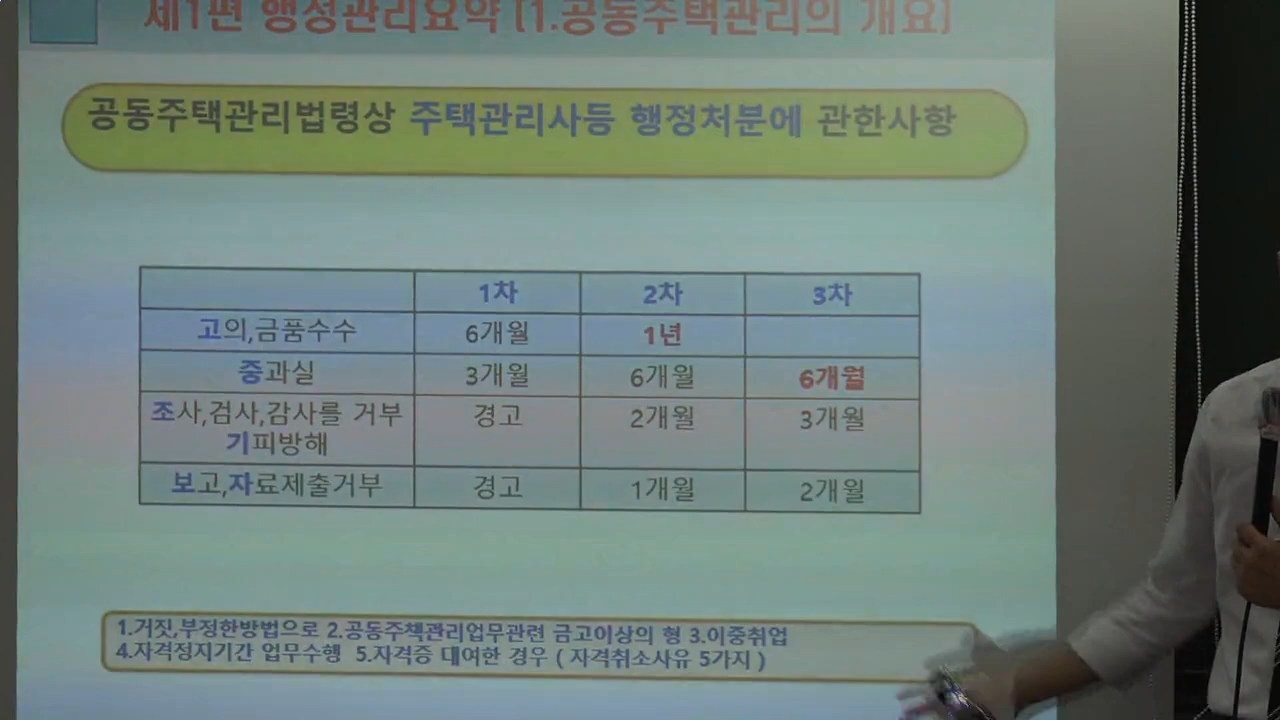 제1편 행정관리요약 [1.공동주택관리의 개요]
공동주택관리법령상 주택관리사등 행정처분에 관한사항
1차 2차 3차
고의,금품수수 6개월 1년
중과실 3개월 6개월 6개월
조사,검사,감사를 거부 경고 2개월 3개월
기피방해
보고,자료제출거부 경고 1개월 2개월
1.거짓,부정한방법으로 2.공동주책관리업무관련 금고이상의 형 3.이중취업
4.자격정지기간 업무수행 5.자격증 대여한 경우 ( 자격취소사유 5가지 )